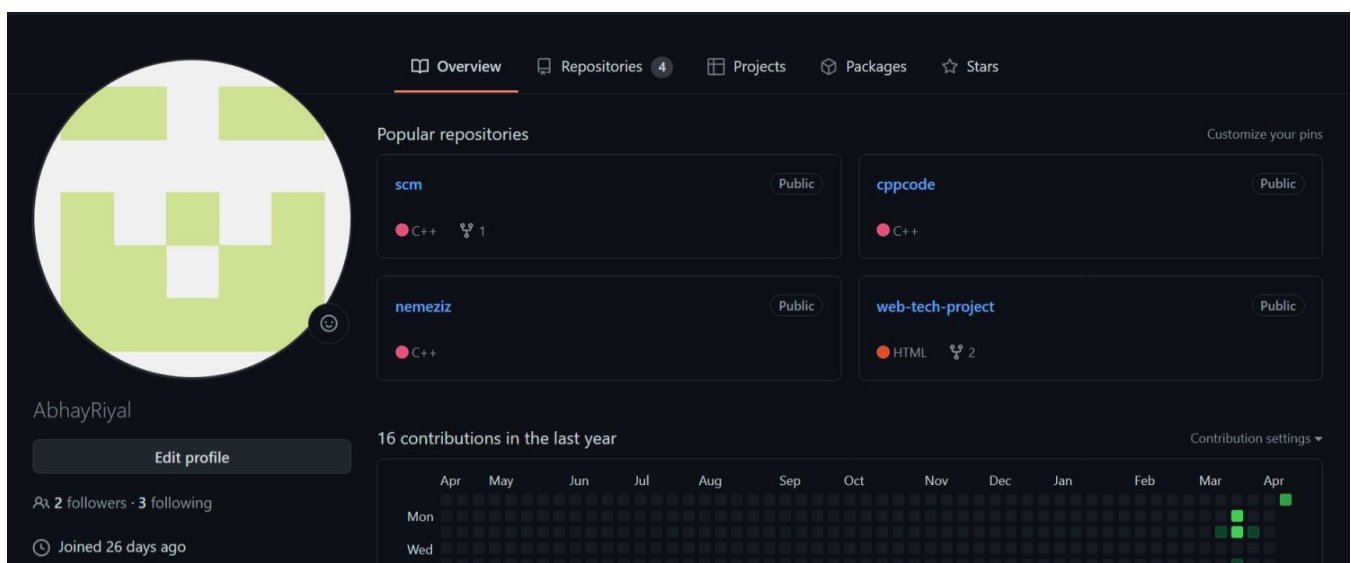 Overview Repositories 4 Projects Packages Stars
Popular repositories Customize your pins
scm Public
C++ 1
cppcode Public
C++
nemeziz Public
C++
web-tech-project Public
HTML 2
AbhayRiyal
Edit profile
2 followers · 3 following
Joined 26 days ago
16 contributions in the last year Contribution settings
Apr May Jun Jul Aug Sep Oct Nov Dec Jan Feb Mar Apr
Mon
Wed